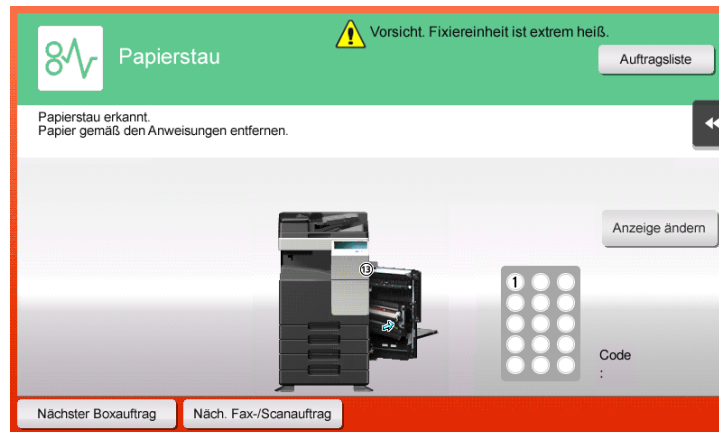 Vorsicht. Fixiereinheit ist extrem heiß.
Papierstau
Auftragsliste
Papierstau erkannt.
Papier gemäß den Anweisungen entfernen.
Anzeige ändern
⑬
1
Code
:
Nächster Boxauftrag
Näch. Fax-/Scanauftrag